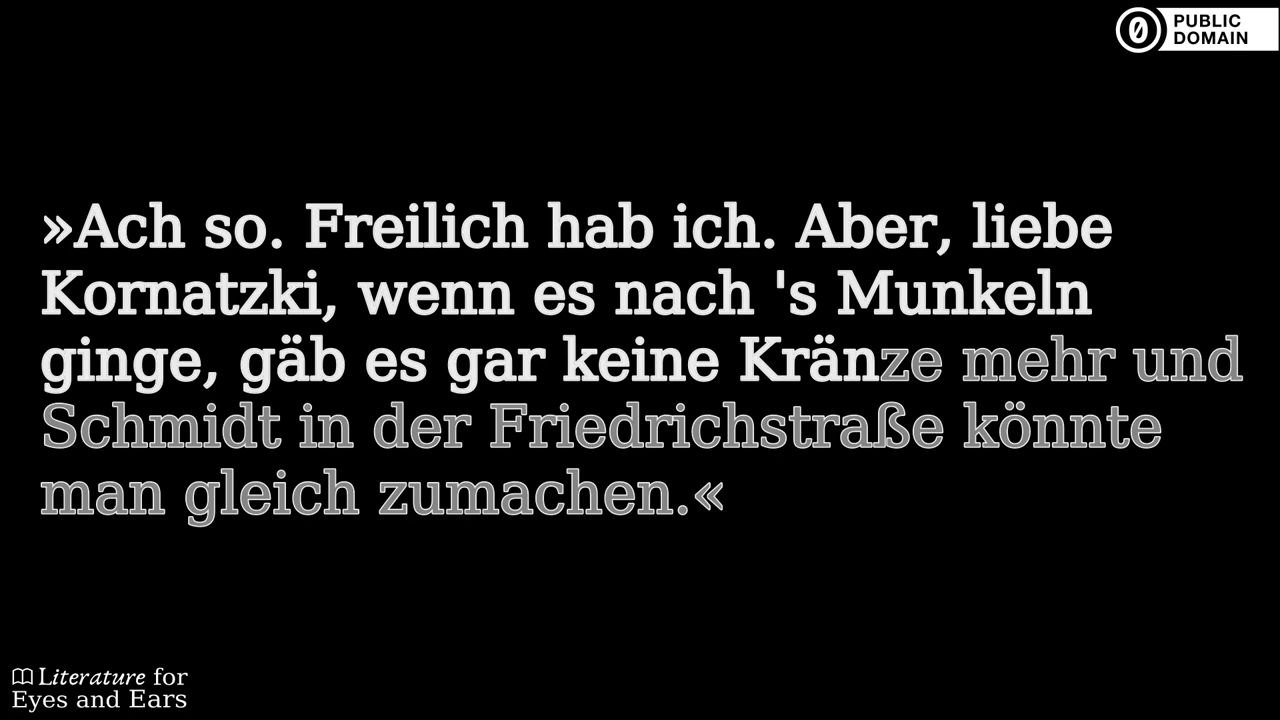 PUBLIC
DOMAIN
»Ach so. Freilich hab ich. Aber, liebe
Kornatzki, wenn es nach 's Munkeln
ginge, gäb es gar keine Kränze mehr und
Schmidt in der Friedrichstraße könnte
man gleich zumachen.«
Literature for
Eyes and Ears